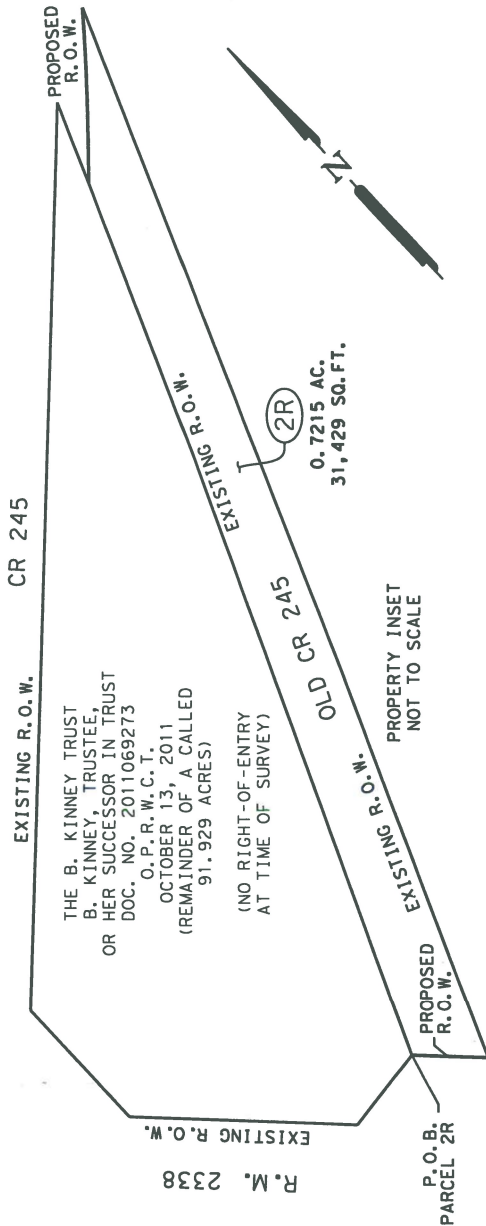 EXISTING R.O.W.
CR 245
PROPOSED
R.O.W.
THE B. KINNEY TRUST
B. KINNEY, TRUSTEE,
OR HER SUCCESSOR IN TRUST
DOC. NO. 2011069273
O.P.R.W.C.T.
OCTOBER 13, 2011
(REMAINDER OF A CALLED
91.929 ACRES)
(NO RIGHT-OF-ENTRY
AT TIME OF SURVEY)
N
EXISTING R.O.W.
2R
0.7215 AC.
31,429 SQ.FT.
OLD CR 245
EXISTING R.O.W.
PROPERTY INSET
NOT TO SCALE
PROPOSED
R.O.W.
EXISTING R.O.W.
R.M. 2338
P.O.B.
PARCEL 2R